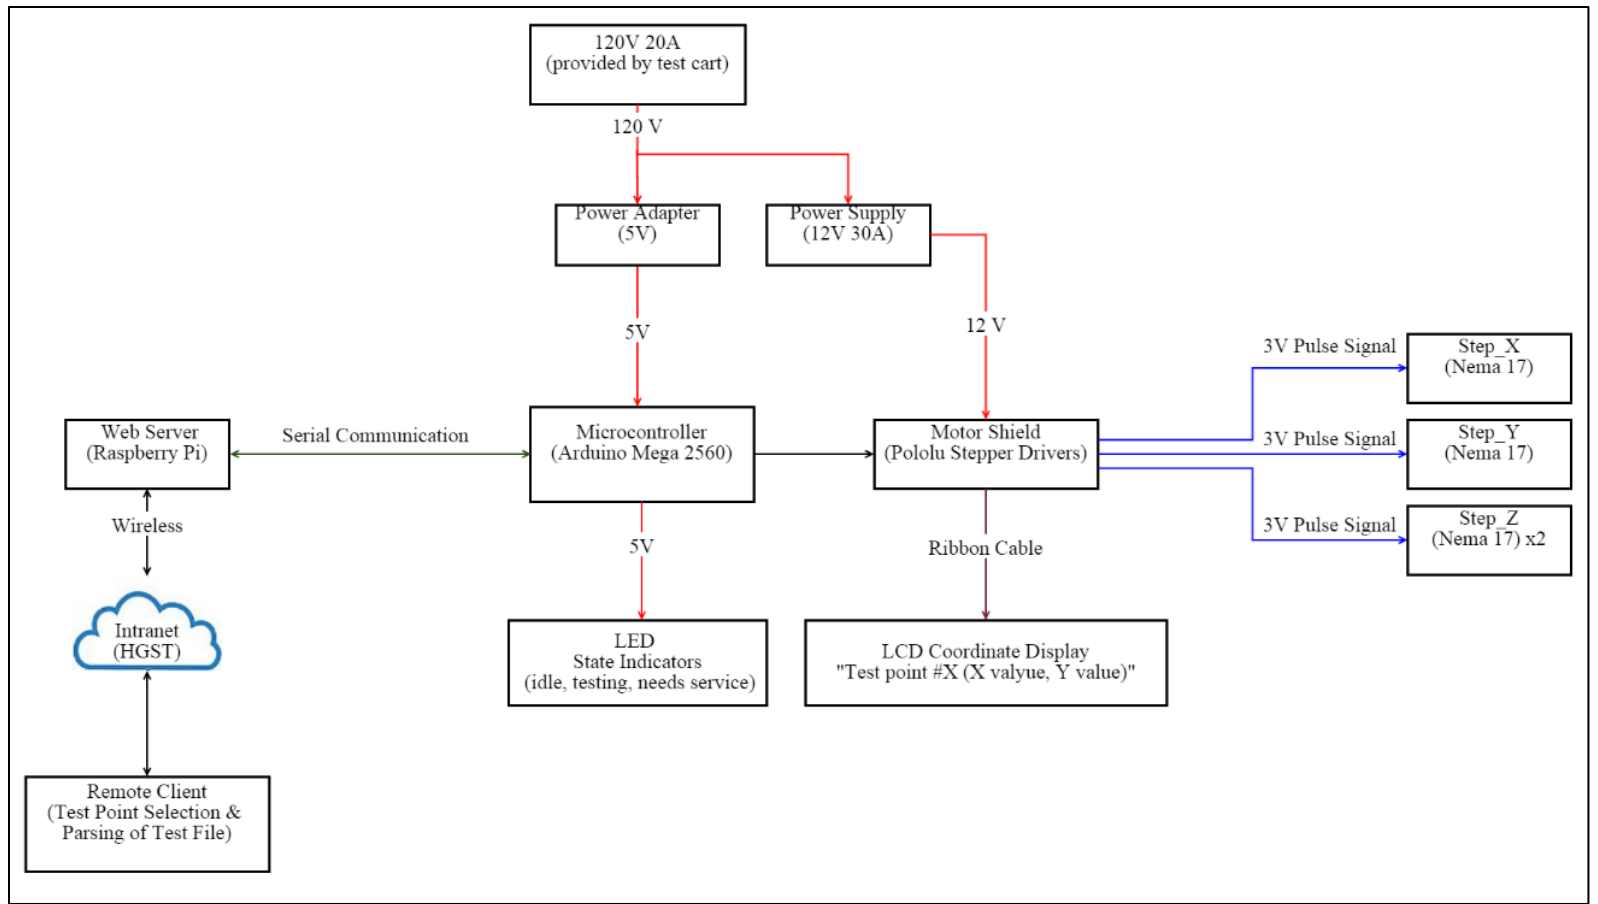 120V 20A
(provided by test cart)
120 V
Power Adapter
(5V)
Power Supply
(12V 30A)
5V
12 V
3V Pulse Signal
Step_X
(Nema 17)
Web Server
(Raspberry Pi)
Serial Communication
Microcontroller
(Arduino Mega 2560)
Motor Shield
(Pololu Stepper Drivers)
3V Pulse Signal
Step_Y
(Nema 17)
Wireless
5V
Ribbon Cable
3V Pulse Signal
Step_Z
(Nema 17) x2
Intranet
(HGST)
LED
State Indicators
(idle, testing, needs service)
LCD Coordinate Display
"Test point #X (X valyue, Y value)"
Remote Client
(Test Point Selection &
Parsing of Test File)